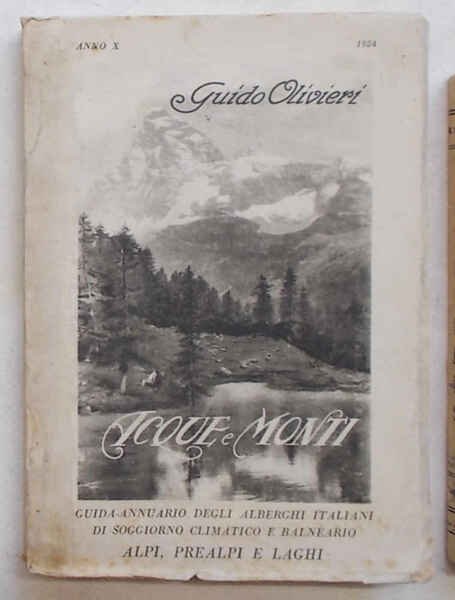 ANNO X 1934
Guido Olivieri
ACQUE e MONTI
GUIDA-ANNUARIO DEGLI ALBERGHI ITALIANI
DI SOGGIORNO CLIMATICO E BALNEARIO
ALPI, PREALPI E LAGHI